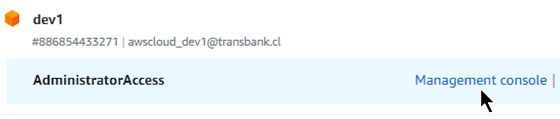 dev1
#886854433271 | awscloud_dev1@transbank.cl
AdministratorAccess Management console |